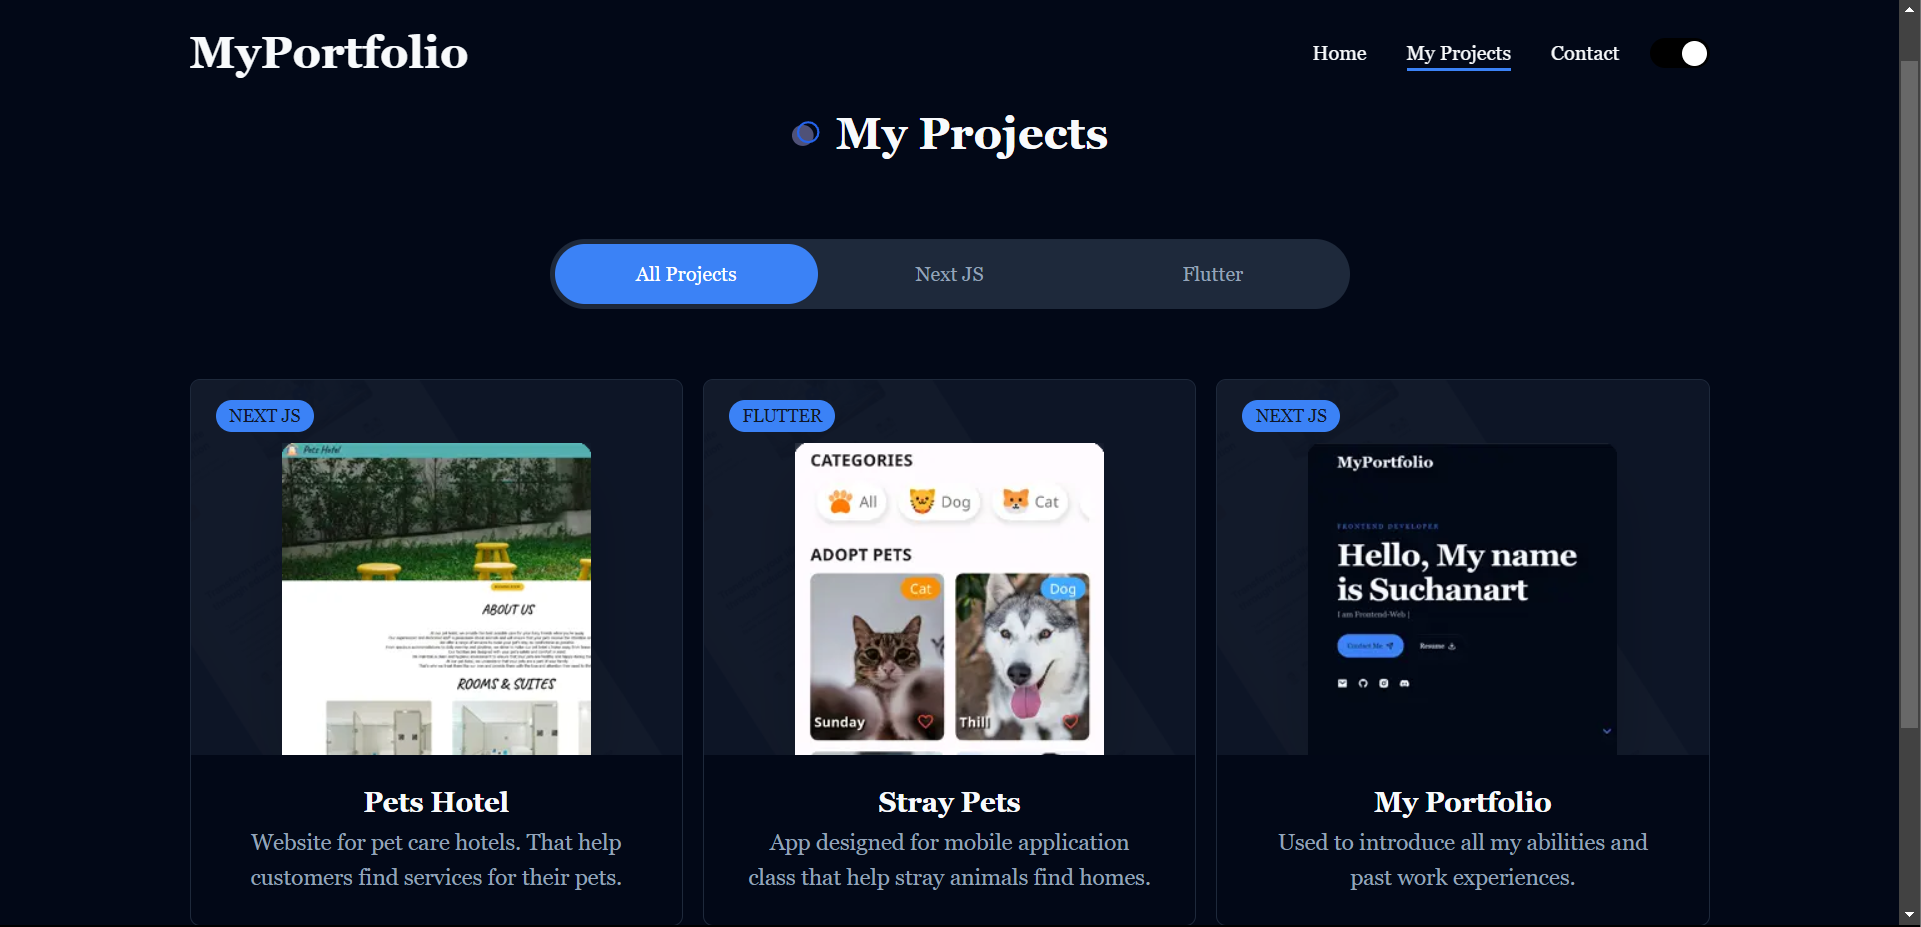 MyPortfolio
Home
My Projects
Contact
My Projects
All Projects
Next JS
Flutter
NEXT JS
Pets Hotel
ABOUT US
ROOMS & SUITES
Pets Hotel
Website for pet care hotels. That help
customers find services for their pets.
FLUTTER
CATEGORIES
All
Dog
Cat
ADOPT PETS
Cat
Dog
Sunday
Thill
Stray Pets
App designed for mobile application
class that help stray animals find homes.
NEXT JS
MyPortfolio
FRONTEND DEVELOPER
Hello, My name
is Suchanart
I am Frontend-Web |
Contact Me
Resume
My Portfolio
Used to introduce all my abilities and
past work experiences.